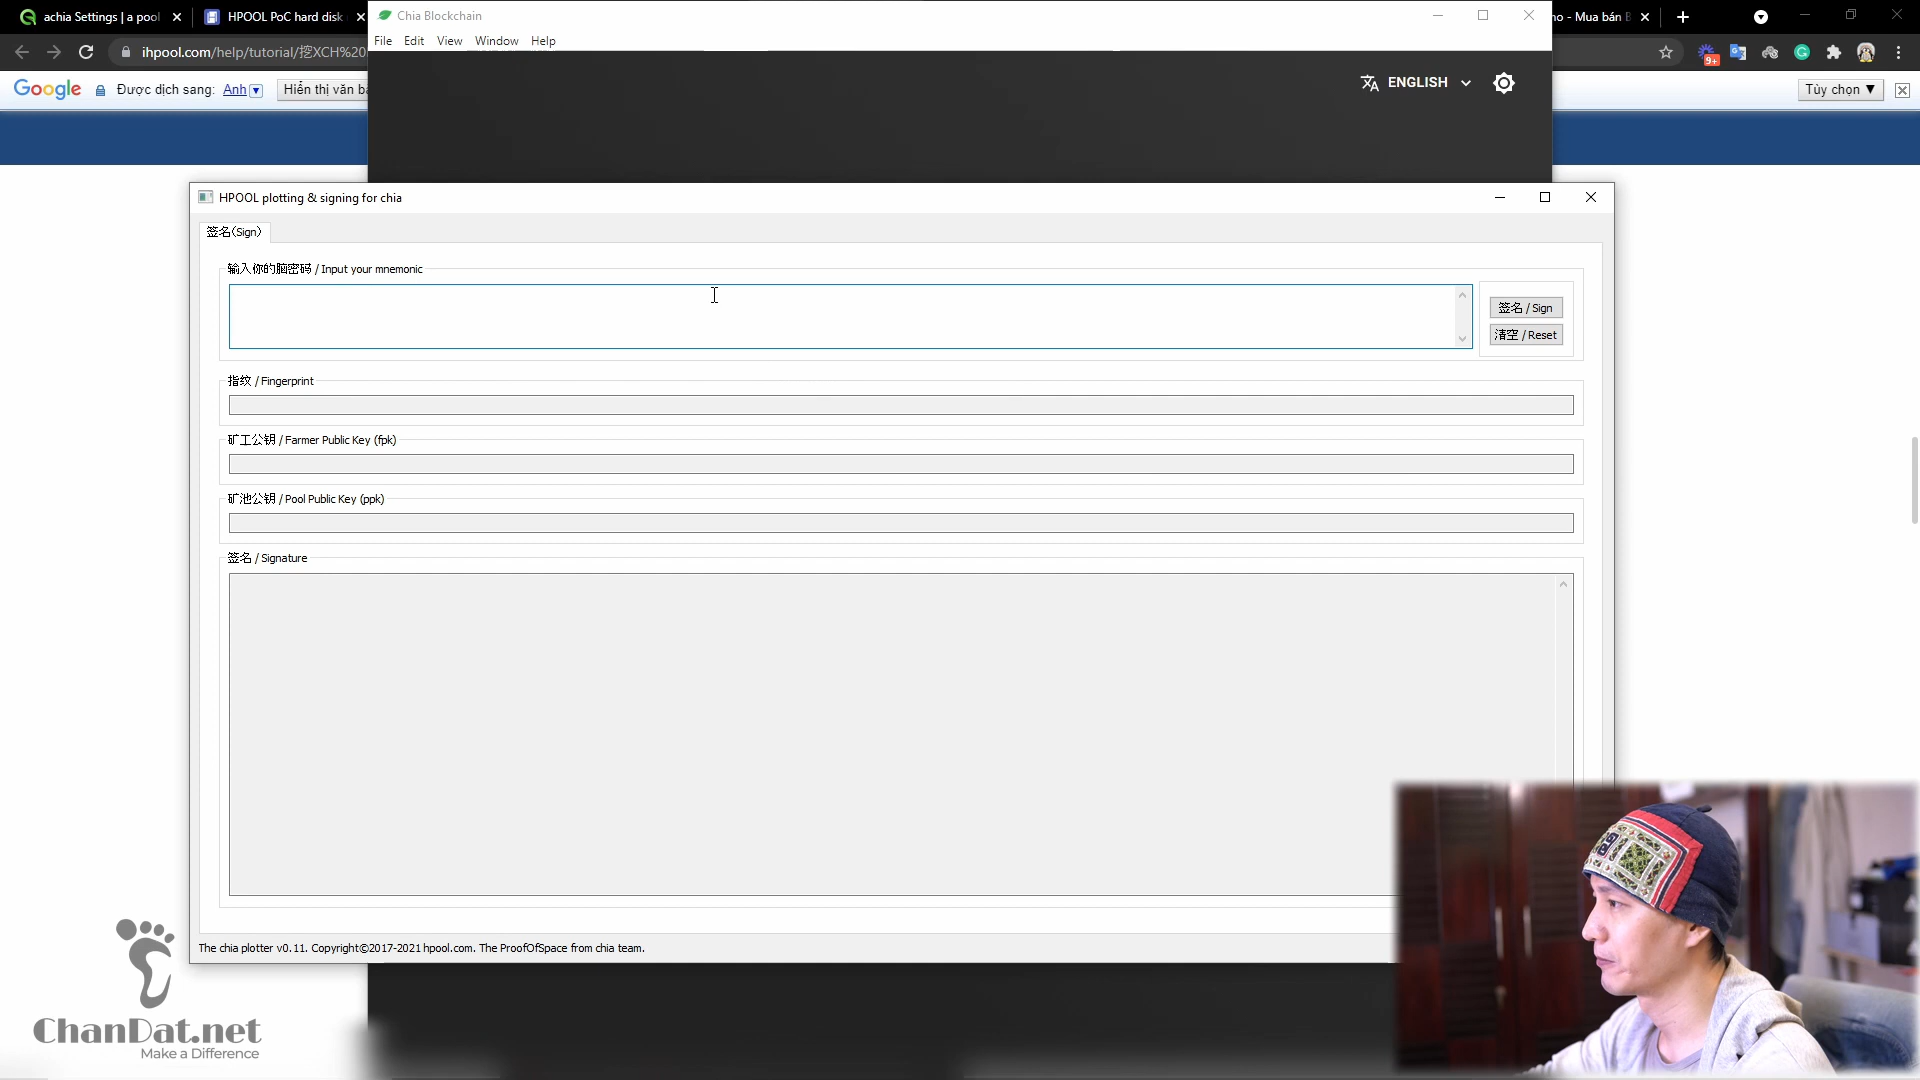 achia Settings | a pool
HPOOL PoC hard disk
Chia Blockchain
no - Mua bán
File Edit View Window Help
ihpool.com/help/tutorial/挖XCH%20
9+
Google Được dịch sang: Anh Hiển thị văn bả
Tùy chọn ▼
ENGLISH
HPOOL plotting & signing for chia
签名(Sign)
输入你的脑密码 / Input your mnemonic
签名 / Sign
清空 / Reset
指纹 / Fingerprint
矿工公钥 / Farmer Public Key (fpk)
矿池公钥 / Pool Public Key (ppk)
签名 / Signature
The chia plotter v0.11. Copyright©2017-2021 hpool.com. The ProofOfSpace from chia team.
ChanDat.net
Make a Difference